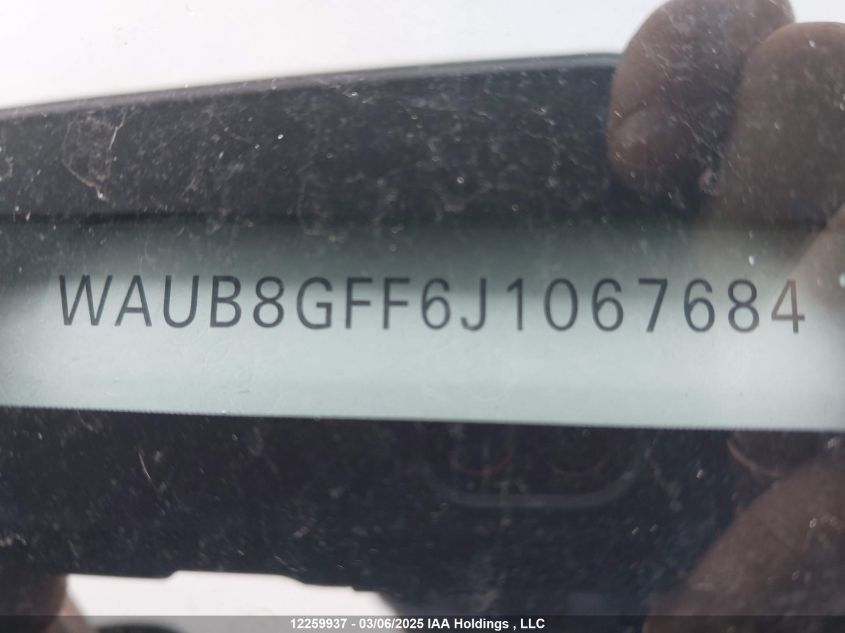 WAUB8GFF6J1067684
12259937 - 03/06/2025 IAA Holdings , LLC